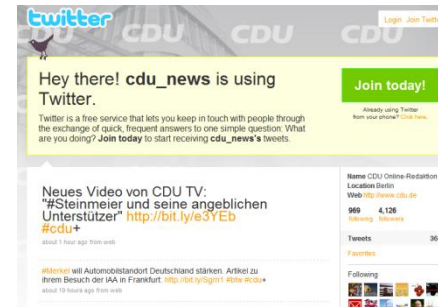 twitter
Login Join Twitt
CDU CDU CDU CDU
Hey there! cdu_news is using
Twitter.
Twitter is a free service that lets you keep in touch with people through
the exchange of quick, frequent answers to one simple question: What
are you doing? Join today to start receiving cdu_news's tweets.
Join today!
Already using Twitter
from your phone? Click here.
Neues Video von CDU TV:
"#Steinmeier und seine angeblichen
Unterstützer" http://bit.ly/e3YEb
#cdu+
about 1 hour ago from web
#Merkel will Automobilstandort Deutschland stärken. Artikel zu
ihrem Besuch der IAA in Frankfurt: http://bit.ly/Sgm1 #btw #cdu+
about 19 hours ago from web
Name CDU Online-Redaktion
Location Berlin
Web http://www.cdu.de
969 4,126
following followers
Tweets 36
Favorites
Following